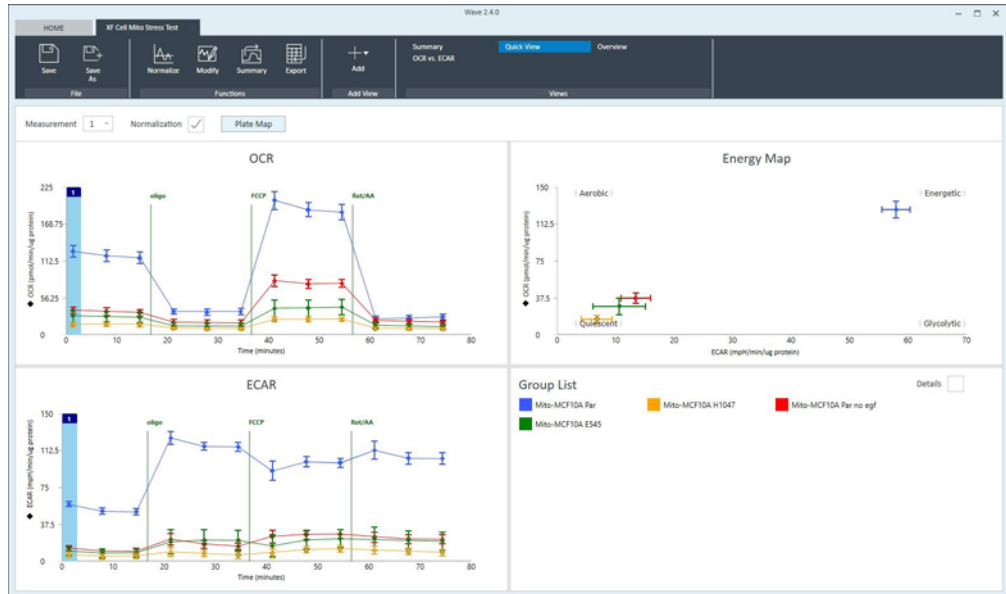 Wave 2.4.0
HOME
XF Cell Mito Stress Test
Save
Save As
File
Normalize
Modify
Summary
Export
Functions
Add
Add View
Summary
Quick View
Overview
OCR vs. ECAR
Views
Measurement 1 Normalization Plate Map
OCR
225
168.75
112.5
56.25
0
OCR (pmol/min/ug protein)
1
oligo
FCCP
Rot/AA
0 10 20 30 40 50 60 70 80
Time (minutes)
Energy Map
150
112.5
75
37.5
0
OCR (pmol/min/ug protein)
Aerobic
Energetic
Quiescent
Glycolytic
0 10 20 30 40 50 60 70
ECAR (mpH/min/ug protein)
ECAR
150
112.5
75
37.5
0
ECAR (mpH/min/ug protein)
1
oligo
FCCP
Rot/AA
0 10 20 30 40 50 60 70 80
Time (minutes)
Group List
Details
Mito-MCF10A Par
Mito-MCF10A H1047
Mito-MCF10A Par no egf
Mito-MCF10A E545